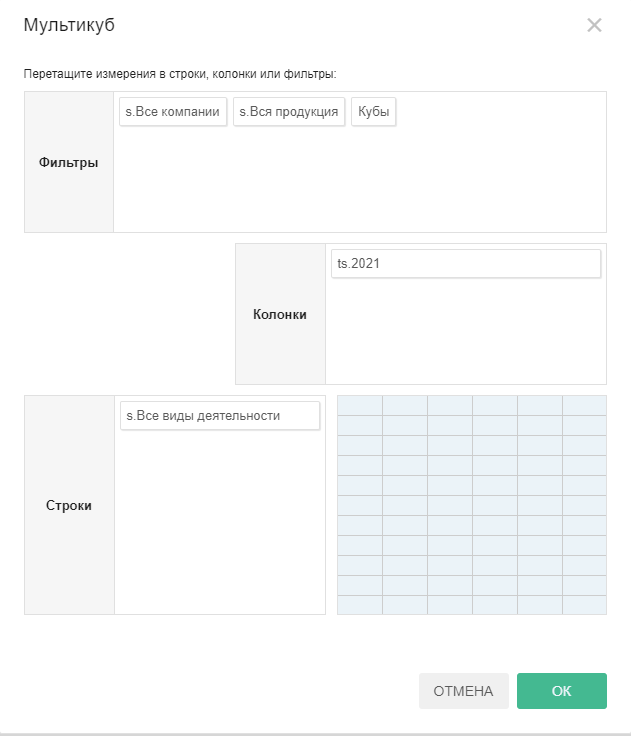 Мультикуб
Перетащите измерения в строки, колонки или фильтры:
Фильтры
s.Все компании
s.Вся продукция
Кубы
Колонки
ts.2021
Строки
s.Все виды деятельности
ОТМЕНА
ОК